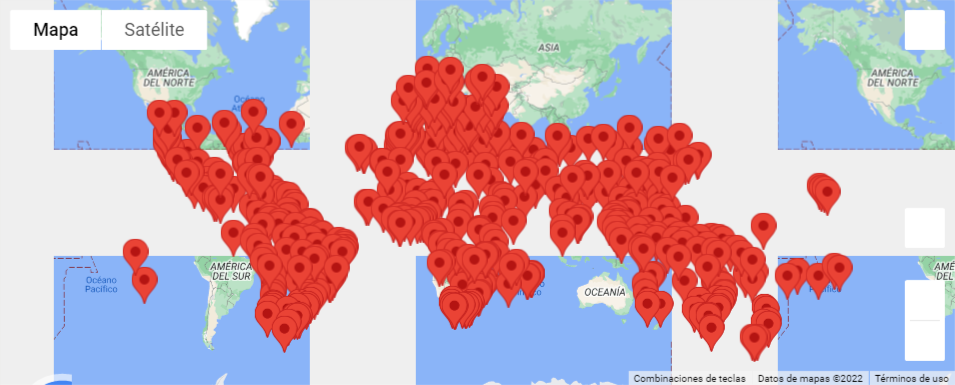 Mapa
Satélite
AMÉRICA
DEL NORTE
Océano
ASIA
AMÉRICA
DEL NORTE
Océano
Pacífico
AMÉRICA
DEL SUR
OCEANÍA
Combinaciones de teclas
Datos de mapas ©2022
Términos de uso